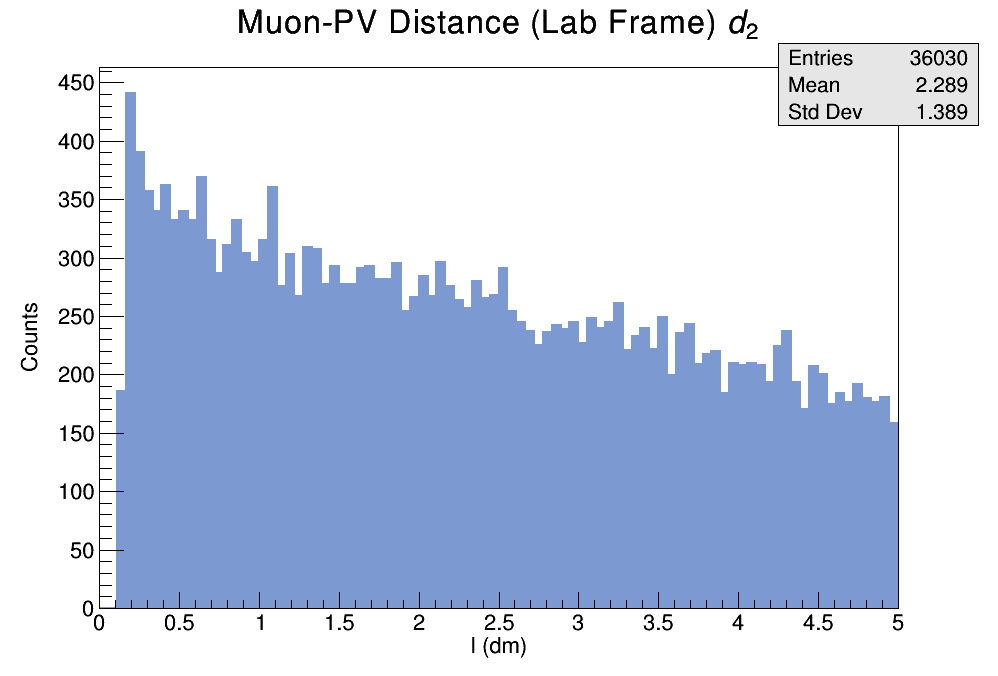 Muon-PV Distance (Lab Frame) d2
Entries 36030
Mean 2.289
Std Dev 1.389
450
400
350
300
250
200
150
100
50
0
Counts
0 0.5 1 1.5 2 2.5 3 3.5 4 4.5 5
l (dm)